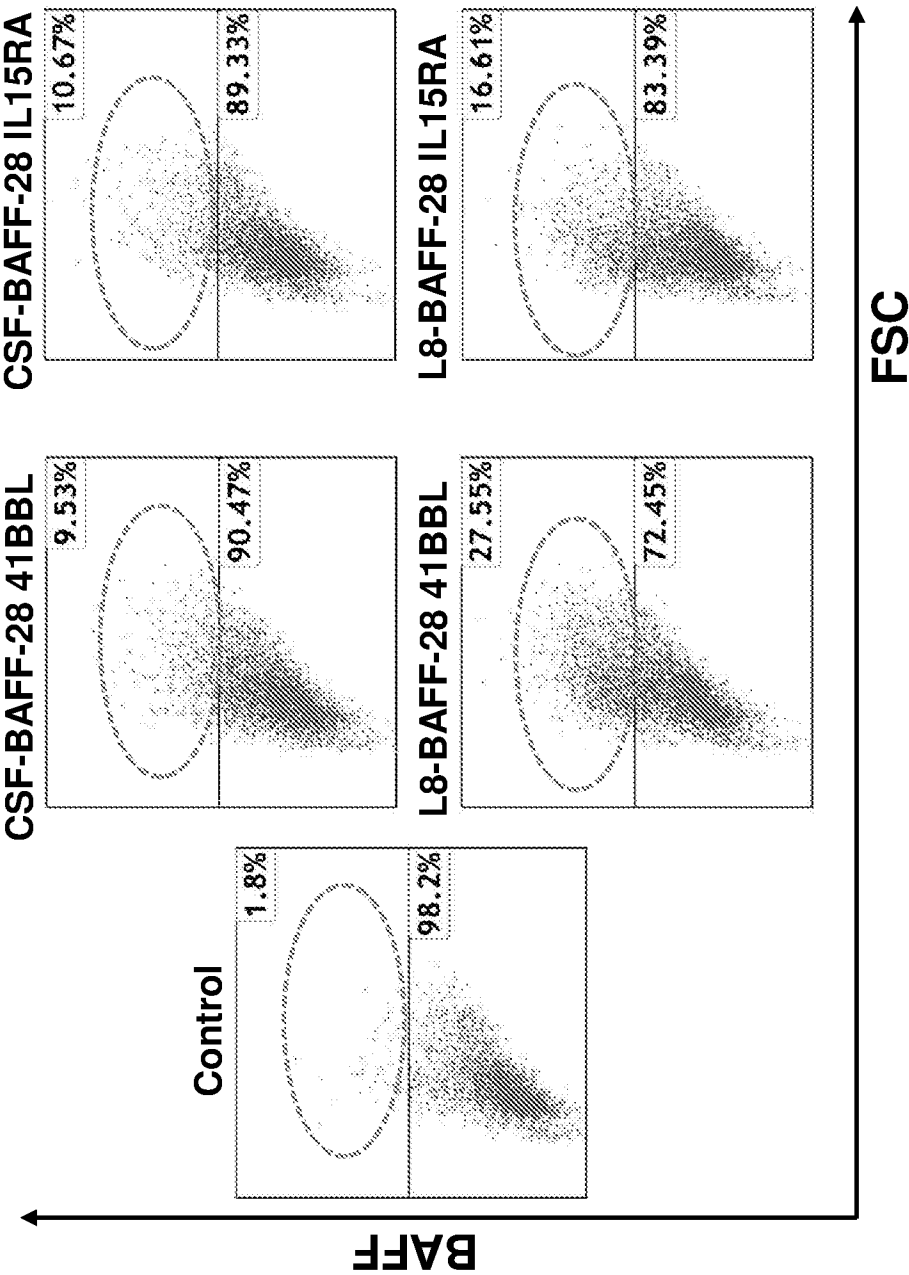 Control
1.8%
98.2%
CSF-BAFF-28 41BBL
9.53%
90.47%
CSF-BAFF-28 IL15RA
10.67%
89.33%
L8-BAFF-28 41BBL
27.55%
72.45%
L8-BAFF-28 IL15RA
16.61%
83.39%
BAFF
FSC